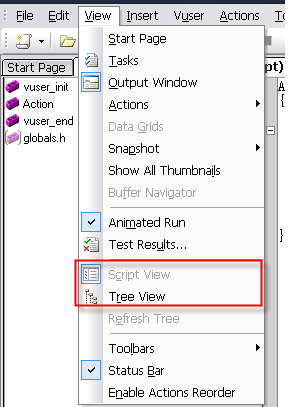 File Edit View Insert Vuser Actions T
Start Page
vuser_init
Action
vuser_end
globals.h
Start Page
Tasks
Output Window
Actions
Data Grids
Snapshot
Show All Thumbnails
Buffer Navigator
Animated Run
Test Results...
Script View
Tree View
Refresh Tree
Toolbars
Status Bar
Enable Actions Reorder
pt)
A
{
}